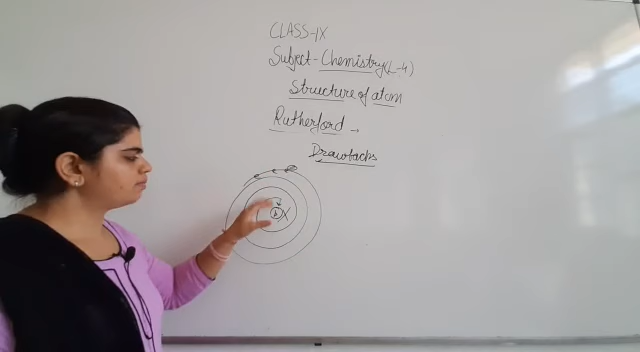 CLASS-IX
Subject-Chemistry(L-4)
Structure of atom
Rutherford →
Drawbacks